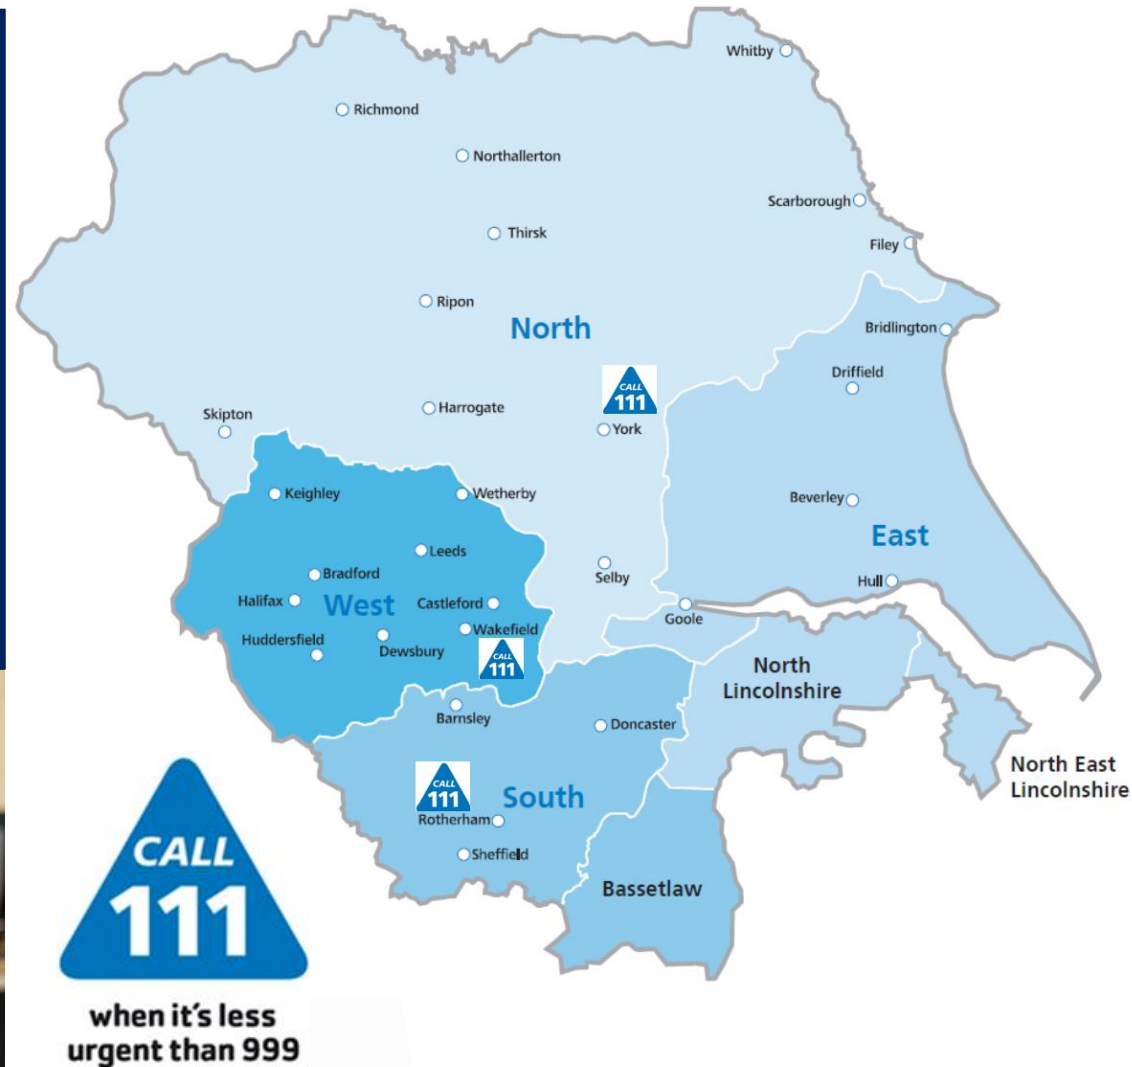 Whitby
Richmond
Northallerton
Scarborough
Thirsk
Filey
Ripon
North
Bridlington
Driffield
CALL
111
Harrogate
Skipton
York
Keighley
Wetherby
Beverley
East
Leeds
Bradford
Selby
Hull
Halifax
West
Castleford
Goole
Huddersfield
Wakefield
Dewsbury
CALL
111
North
Lincolnshire
Barnsley
Doncaster
North East
Lincolnshire
CALL
111
South
Rotherham
Sheffield
Bassetlaw
CALL
111
when it's less
urgent than 999